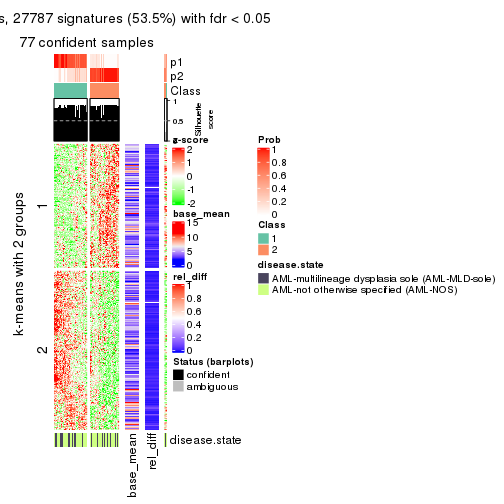 s, 27787 signatures (53.5%) with fdr < 0.05
77 confident samples
p1
p2
Class
1
0.5
0
Silhouette
score
z-score
2
1
0
-1
-2
base_mean
15
10
5
0
rel_diff
1
0.8
0.6
0.4
0.2
0
Status (barplots)
confident
ambiguous
Prob
1
0.8
0.6
0.4
0.2
0
Class
1
2
disease.state
AML-multilineage dysplasia sole (AML-MLD-sole)
AML-not otherwise specified (AML-NOS)
k-means with 2 groups
1
2
disease.state
base_mean
rel_diff